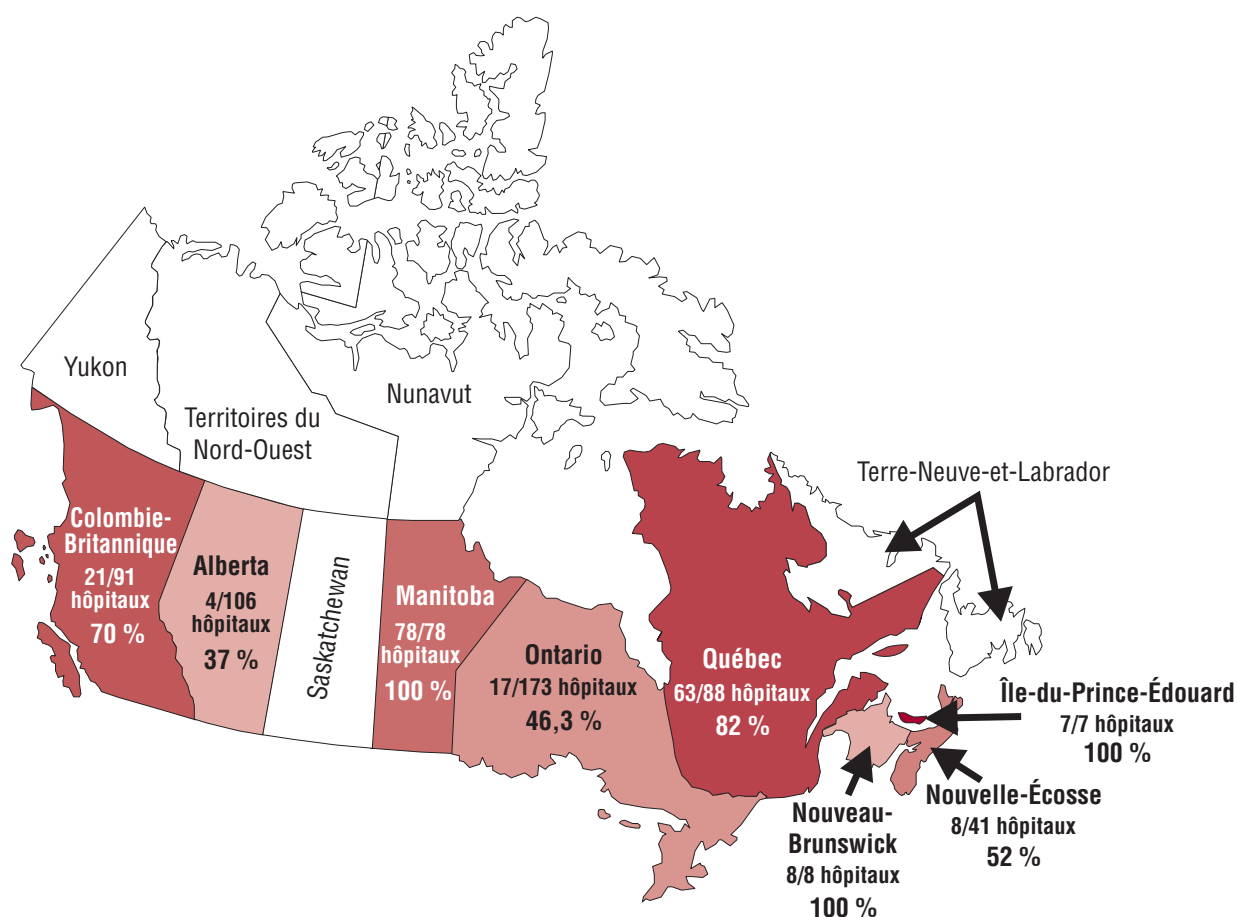 Yukon
Territoires du
Nord-Ouest
Nunavut
Terre-Neuve-et-Labrador
Colombie-
Britannique
21/91
hôpitaux
70 %
Alberta
4/106
hôpitaux
37 %
Saskatchewan
Manitoba
78/78
hôpitaux
100 %
Ontario
17/173 hôpitaux
46,3 %
Québec
63/88 hôpitaux
82 %
Île-du-Prince-Édouard
7/7 hôpitaux
100 %
Nouvelle-Écosse
8/41 hôpitaux
52 %
Nouveau-
Brunswick
8/8 hôpitaux
100 %